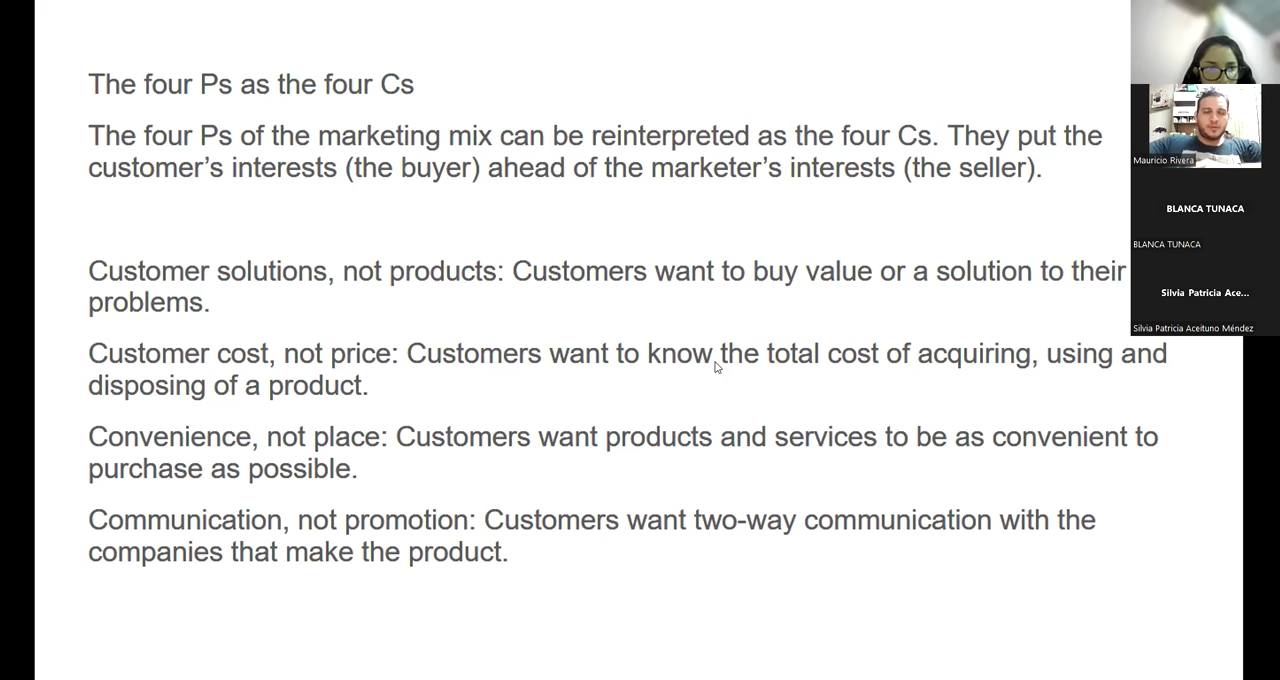 The four Ps as the four Cs
The four Ps of the marketing mix can be reinterpreted as the four Cs. They put the
customer’s interests (the buyer) ahead of the marketer’s interests (the seller).
Customer solutions, not products: Customers want to buy value or a solution to their
problems.
Customer cost, not price: Customers want to know the total cost of acquiring, using and
disposing of a product.
Convenience, not place: Customers want products and services to be as convenient to
purchase as possible.
Communication, not promotion: Customers want two-way communication with the
companies that make the product.
Mauricio Rivera
BLANCA TUNACA
BLANCA TUNACA
Silvia Patricia Ace...
Silvia Patricia Aceituno Méndez